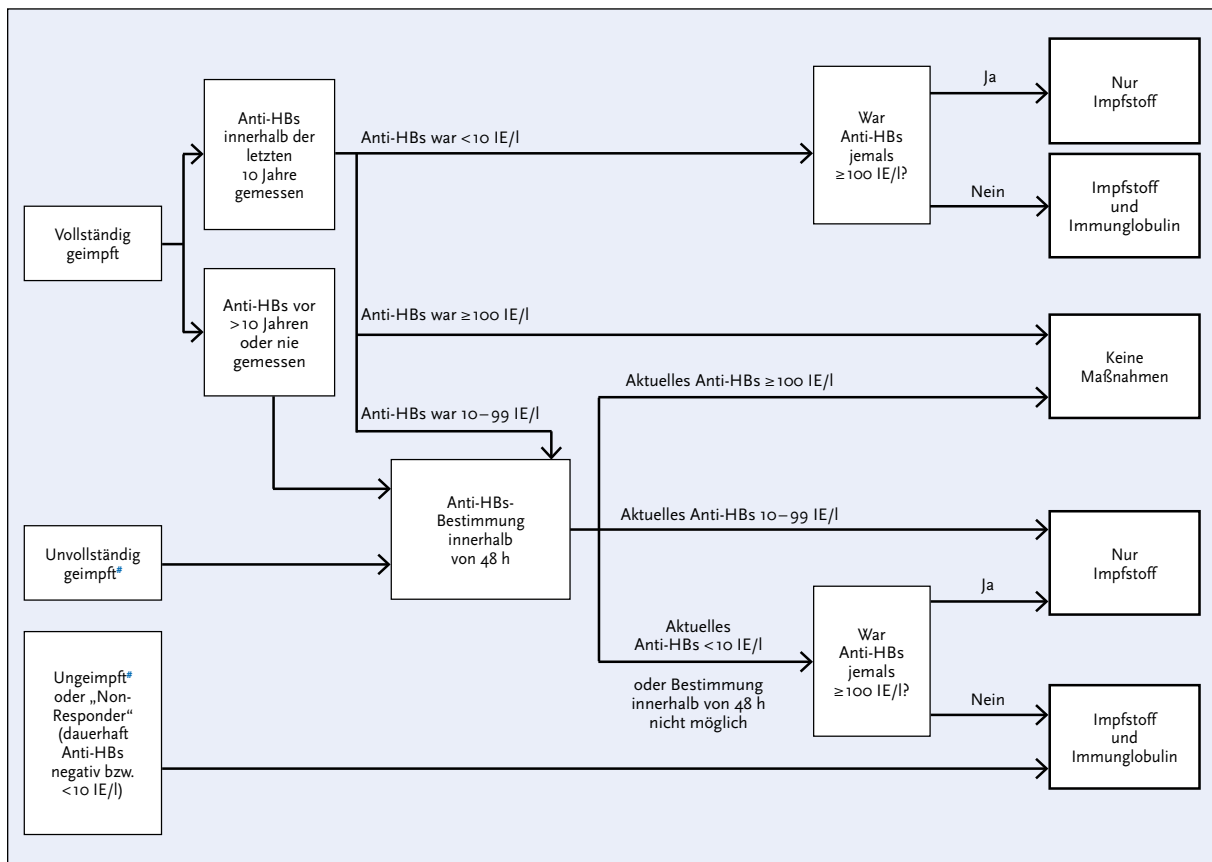 Vollständig
geimpft
Anti-HBs
innerhalb der
letzten
10 Jahre
gemessen
Anti-HBs vor
>10 Jahren
oder nie
gemessen
Anti-HBs war <10 IE/l
War
Anti-HBs
jemals
≥100 IE/l?
Ja
Nur
Impfstoff
Nein
Impfstoff
und
Immunglobulin
Anti-HBs war ≥100 IE/l
Keine
Maßnahmen
Aktuelles Anti-HBs ≥100 IE/l
Anti-HBs war 10–99 IE/l
Unvollständig
geimpft#
Anti-HBs-
Bestimmung
innerhalb
von 48 h
Aktuelles Anti-HBs 10–99 IE/l
Nur
Impfstoff
Aktuelles
Anti-HBs <10 IE/l
oder Bestimmung
innerhalb von 48 h
nicht möglich
War
Anti-HBs
jemals
≥100 IE/l?
Ja
Nein
Ungeimpft#
oder „Non-
Responder“
(dauerhaft
Anti-HBs
negativ bzw.
<10 IE/l)
Impfstoff
und
Immunglobulin